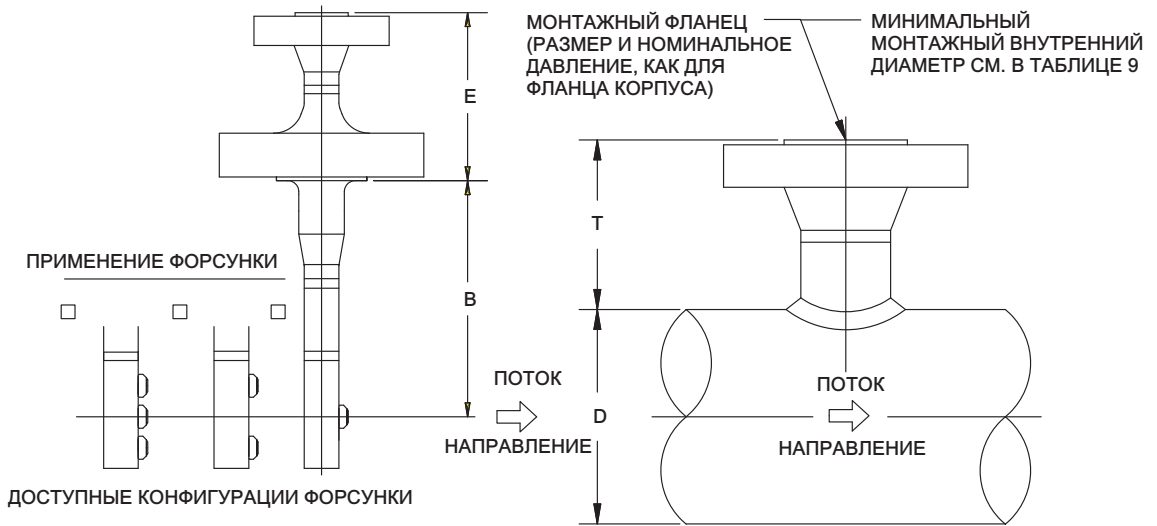 МОНТАЖНЫЙ ФЛАНЕЦ
(РАЗМЕР И НОМИНАЛЬНОЕ
ДАВЛЕНИЕ, КАК ДЛЯ
ФЛАНЦА КОРПУСА)
МИНИМАЛЬНЫЙ
МОНТАЖНЫЙ ВНУТРЕННИЙ
ДИАМЕТР СМ. В ТАБЛИЦЕ 9
E
T
ПРИМЕНЕНИЕ ФОРСУНКИ
B
ПОТОК
НАПРАВЛЕНИЕ
D
ПОТОК
НАПРАВЛЕНИЕ
ДОСТУПНЫЕ КОНФИГУРАЦИИ ФОРСУНКИ